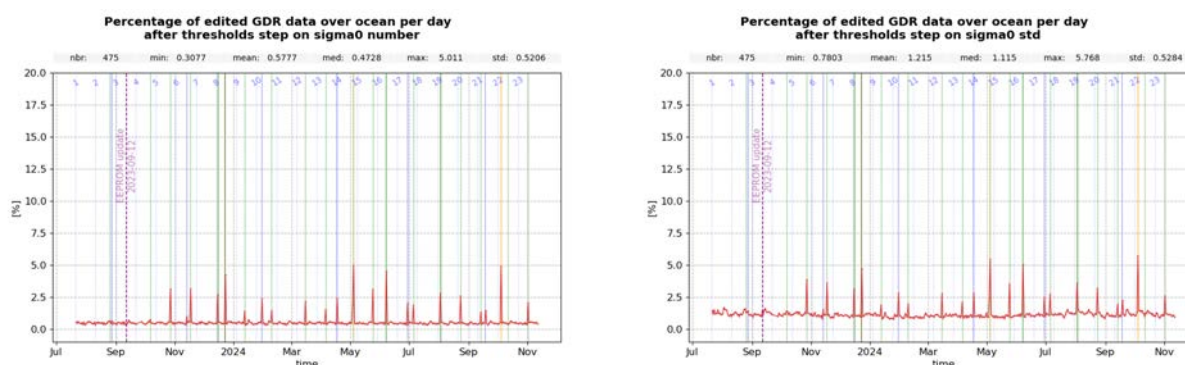 Percentage of edited GDR data over ocean per day
after thresholds step on sigma0 number
nbr: 475 min: 0.3077 mean: 0.5777 med: 0.4728 max: 5.011 std: 0.5206
20.0
17.5
15.0
12.5
10.0
7.5
5.0
2.5
0.0
[%]
1 2 3 4 5 6 7 8 9 10 11 12 13 14 15 16 17 18 19 20 21 22 23
EEPROM update
2023-09-12
Jul Sep Nov 2024 Mar May Jul Sep Nov
time
Percentage of edited GDR data over ocean per day
after thresholds step on sigma0 std
nbr: 475 min: 0.7803 mean: 1.215 med: 1.115 max: 5.768 std: 0.5284
20.0
17.5
15.0
12.5
10.0
7.5
5.0
2.5
0.0
[%]
1 2 3 4 5 6 7 8 9 10 11 12 13 14 15 16 17 18 19 20 21 22 23
EEPROM update
2023-09-12
Jul Sep Nov 2024 Mar May Jul Sep Nov
time